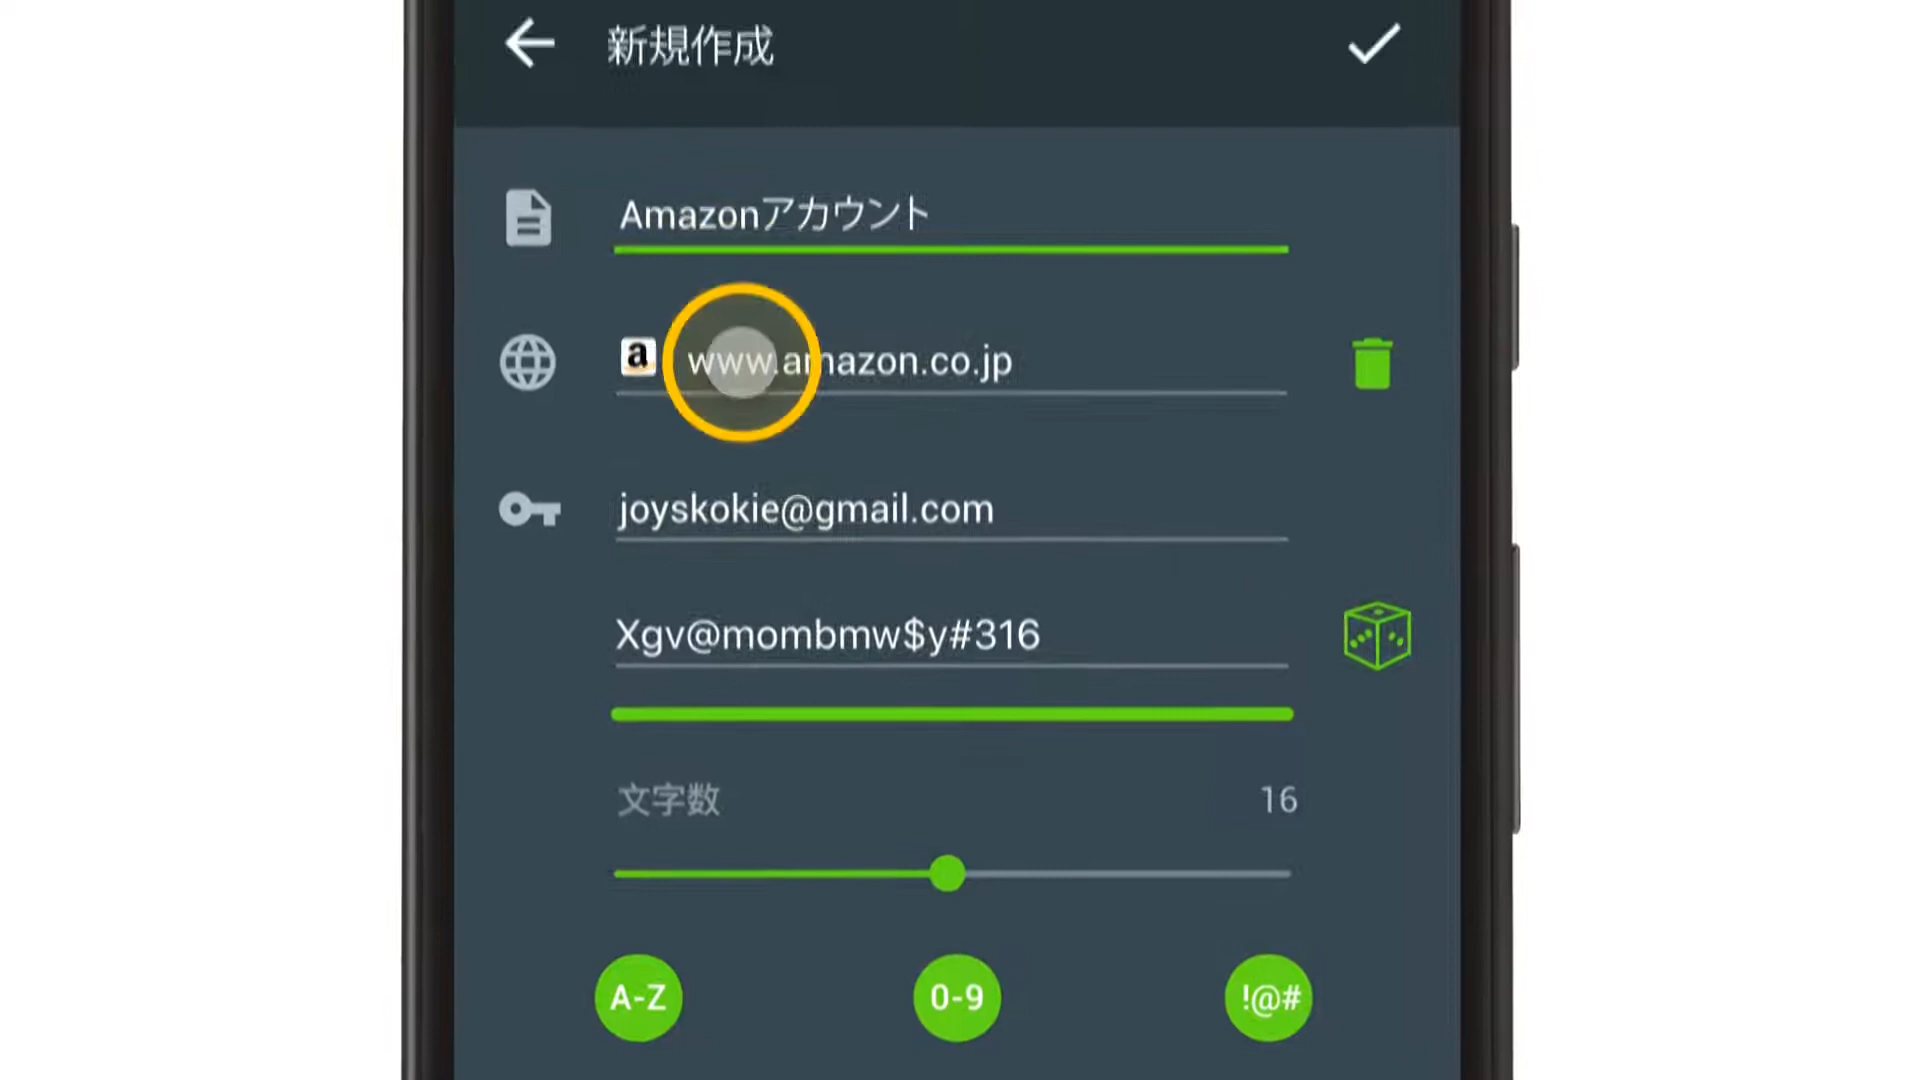 新規作成
Amazonアカウント
a www.amazon.co.jp
joyskokie@gmail.com
Xgv@mombmw$y#316
文字数 16
A-Z 0-9 !@#